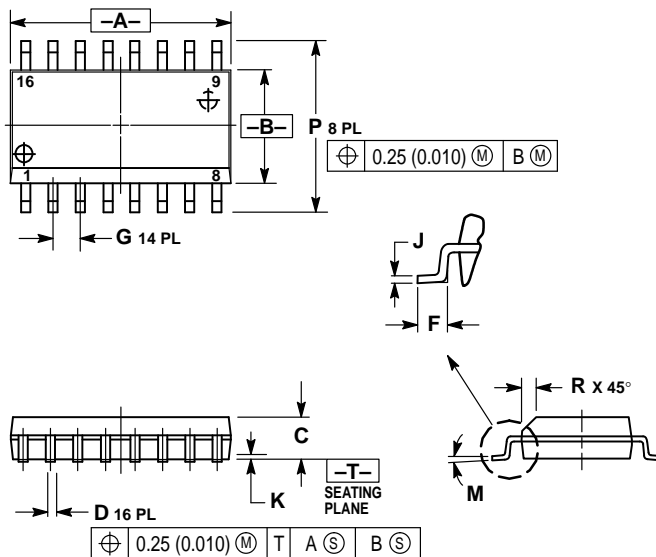 –A–
16 9
–B–
P 8 PL
⌖ 0.25 (0.010) Ⓜ B Ⓜ
1 8
G 14 PL
J
F
R X 45°
C
–T–
SEATING
PLANE
K
M
D 16 PL
⌖ 0.25 (0.010) Ⓜ T A Ⓢ B Ⓢ